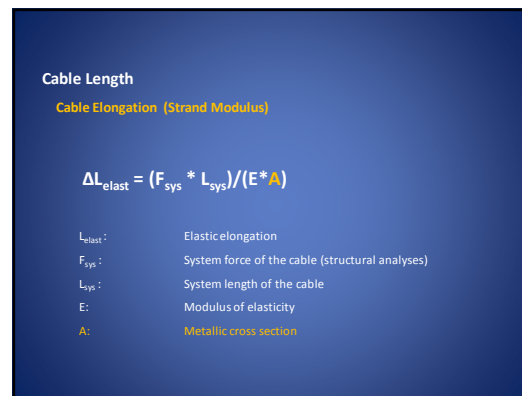 Cable Length
Cable Elongation (Strand Modulus)
ΔLelast = (Fsys * Lsys)/(E*A)
Lelast : Elastic elongation
Fsys : System force of the cable (structural analyses)
Lsys : System length of the cable
E: Modulus of elasticity
A: Metallic cross section